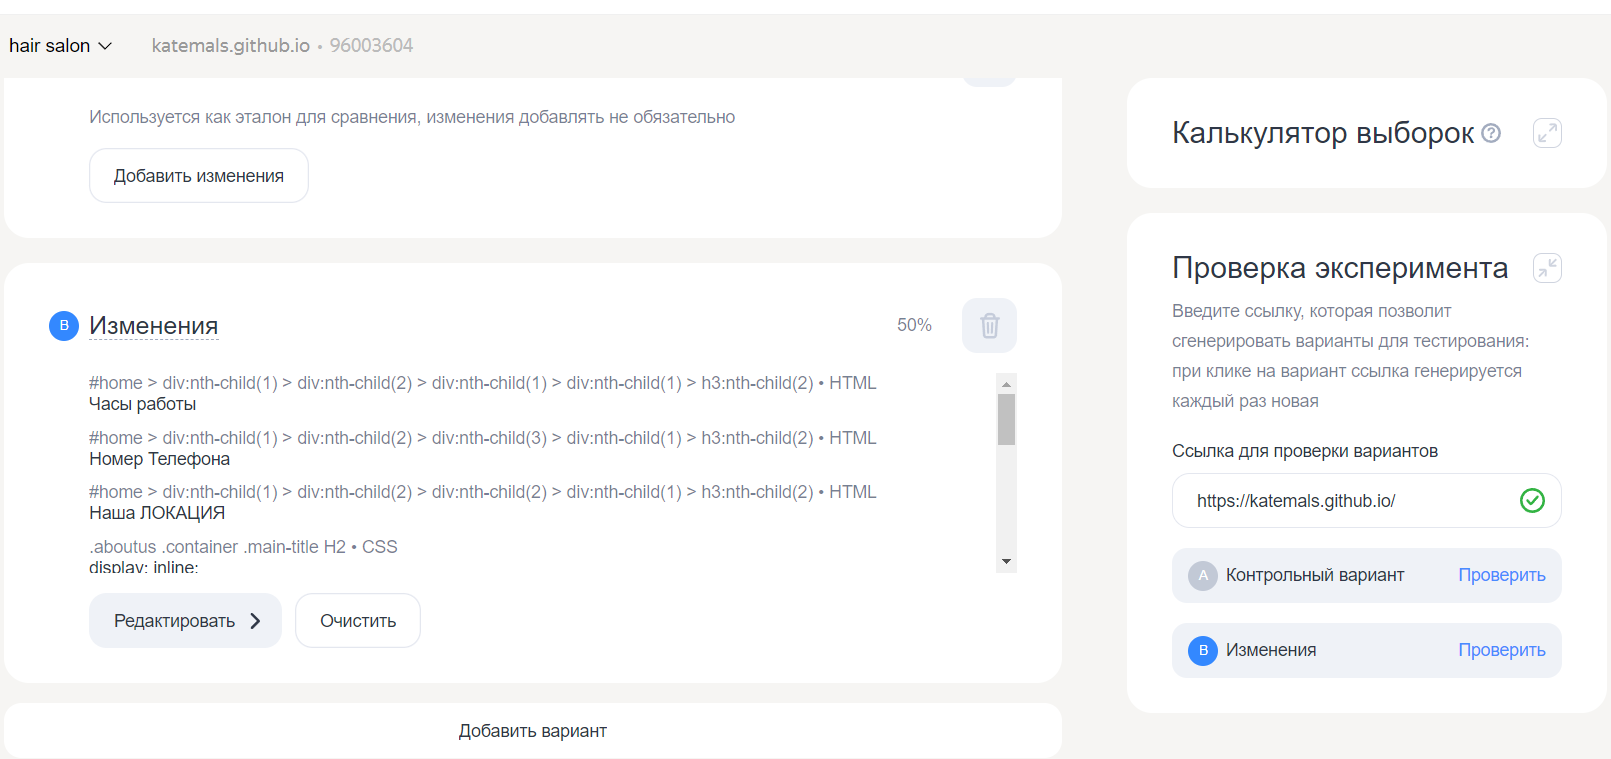 hair salon
katemals.github.io • 96003604
Используется как эталон для сравнения, изменения добавлять не обязательно
Добавить изменения
B Изменения
50%
#home > div:nth-child(1) > div:nth-child(2) > div:nth-child(1) > div:nth-child(1) > h3:nth-child(2) • HTML
Часы работы
#home > div:nth-child(1) > div:nth-child(2) > div:nth-child(3) > div:nth-child(1) > h3:nth-child(2) • HTML
Номер Телефона
#home > div:nth-child(1) > div:nth-child(2) > div:nth-child(2) > div:nth-child(1) > h3:nth-child(2) • HTML
Наша ЛОКАЦИЯ
.aboutus .container .main-title H2 • CSS
display: inline;
Редактировать
Очистить
Добавить вариант
Калькулятор выборок ?
Проверка эксперимента
Введите ссылку, которая позволит
сгенерировать варианты для тестирования:
при клике на вариант ссылка генерируется
каждый раз новая
Ссылка для проверки вариантов
https://katemals.github.io/
A Контрольный вариант Проверить
B Изменения Проверить